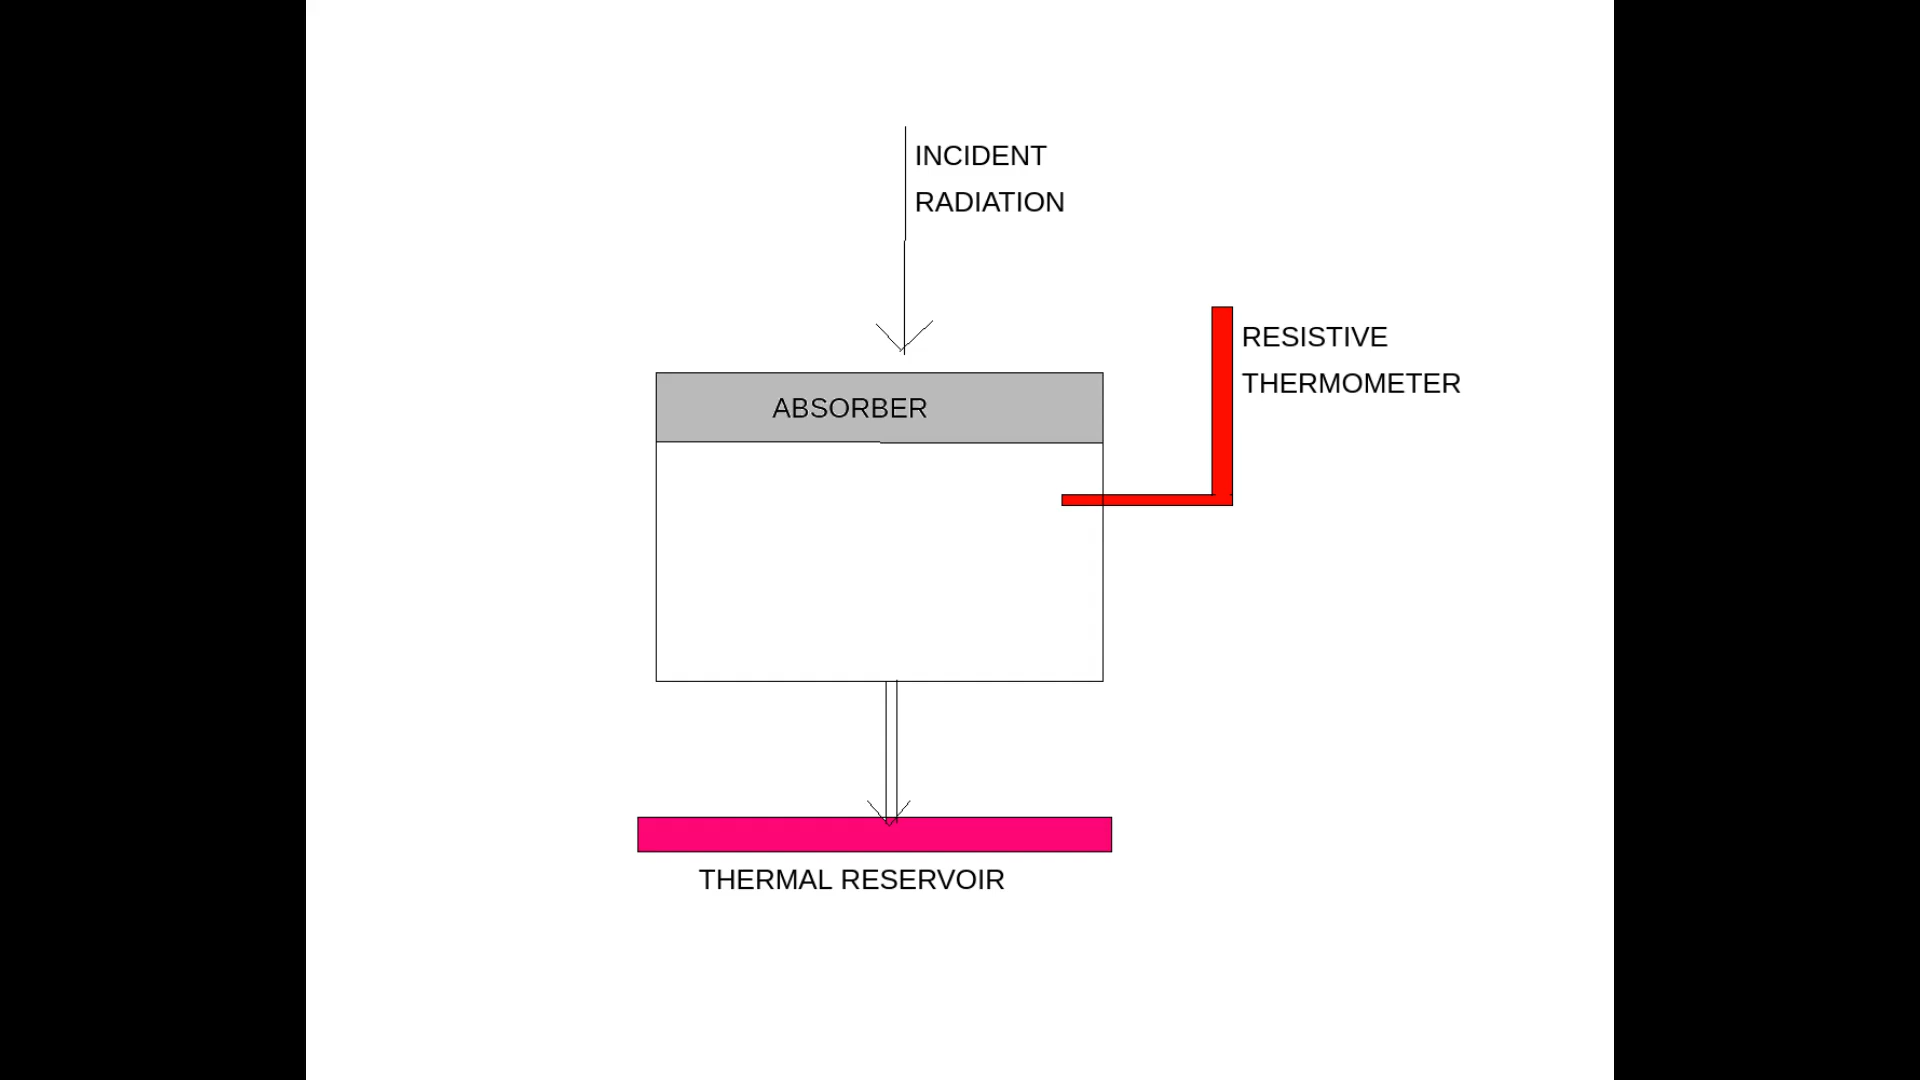 INCIDENT
RADIATION
RESISTIVE
THERMOMETER
ABSORBER
THERMAL RESERVOIR